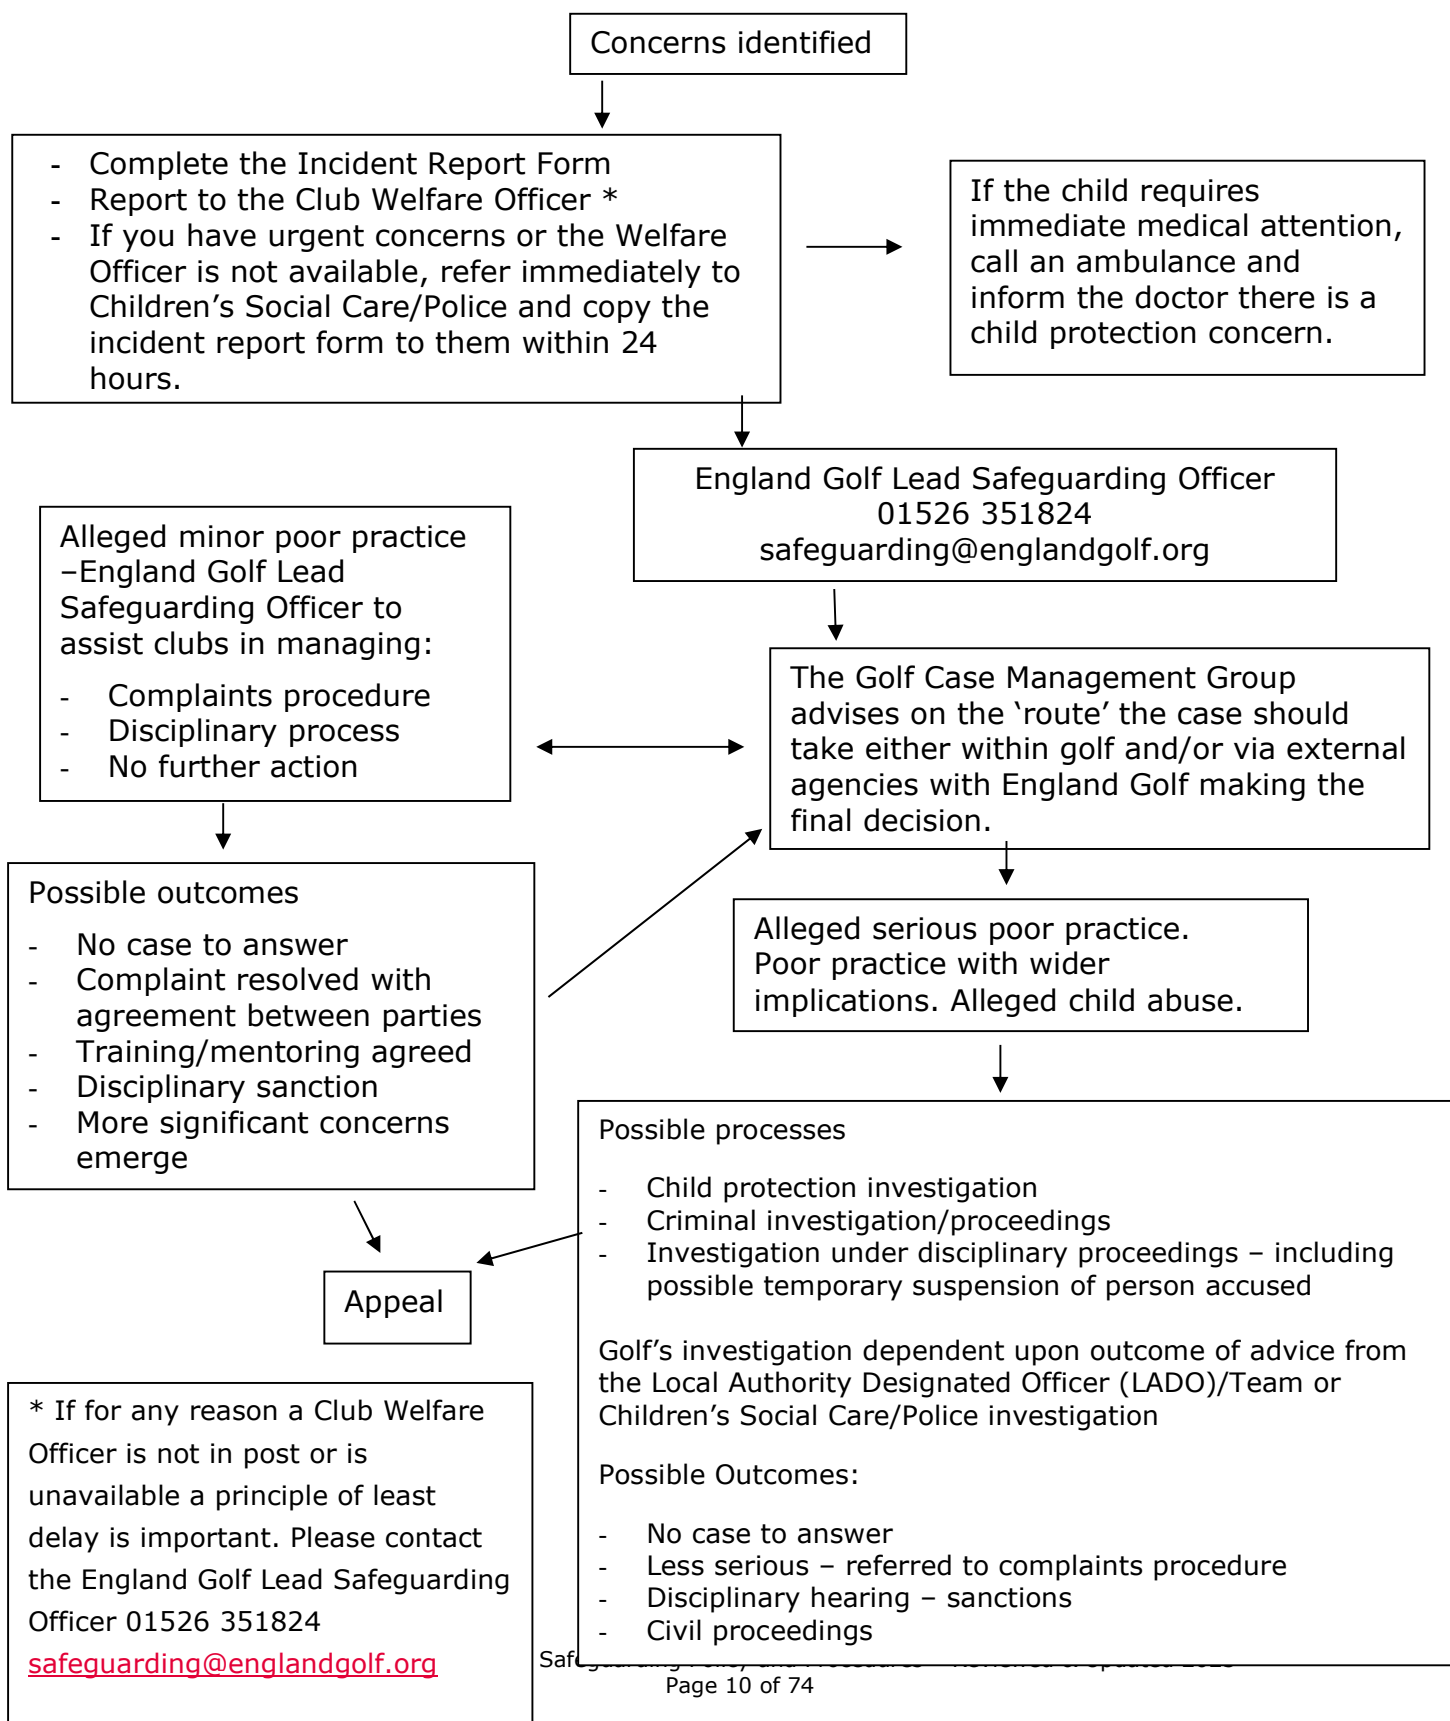 Concerns identified
- Complete the Incident Report Form
- Report to the Club Welfare Officer *
- If you have urgent concerns or the Welfare
Officer is not available, refer immediately to
Children’s Social Care/Police and copy the
incident report form to them within 24
hours.
If the child requires
immediate medical attention,
call an ambulance and
inform the doctor there is a
child protection concern.
England Golf Lead Safeguarding Officer
01526 351824
safeguarding@englandgolf.org
Alleged minor poor practice
–England Golf Lead
Safeguarding Officer to
assist clubs in managing:
- Complaints procedure
- Disciplinary process
- No further action
The Golf Case Management Group
advises on the ‘route’ the case should
take either within golf and/or via external
agencies with England Golf making the
final decision.
Possible outcomes
- No case to answer
- Complaint resolved with
agreement between parties
- Training/mentoring agreed
- Disciplinary sanction
- More significant concerns
emerge
Alleged serious poor practice.
Poor practice with wider
implications. Alleged child abuse.
Possible processes
- Child protection investigation
- Criminal investigation/proceedings
- Investigation under disciplinary proceedings – including
possible temporary suspension of person accused
Golf’s investigation dependent upon outcome of advice from
the Local Authority Designated Officer (LADO)/Team or
Children’s Social Care/Police investigation
Possible Outcomes:
- No case to answer
- Less serious – referred to complaints procedure
- Disciplinary hearing – sanctions
- Civil proceedings
Appeal
* If for any reason a Club Welfare
Officer is not in post or is
unavailable a principle of least
delay is important. Please contact
the England Golf Lead Safeguarding
Officer 01526 351824
safeguarding@englandgolf.org
Page 10 of 74